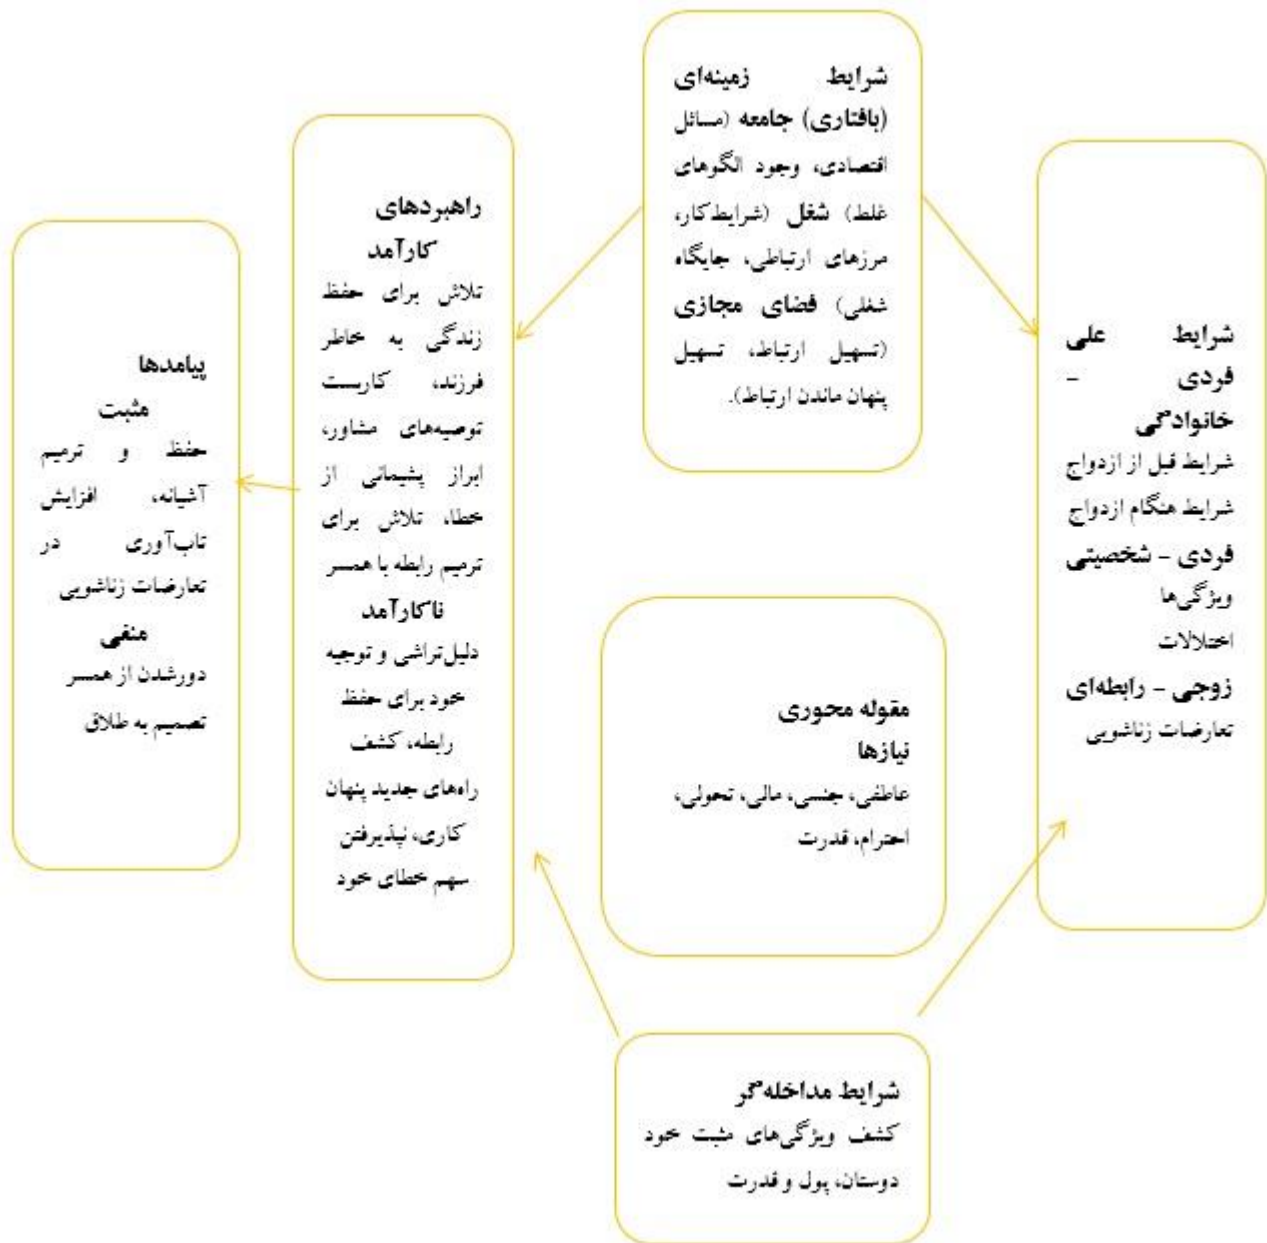 شرایط زمینه‌ای
(بافتاری) جامعه (مسائل
اقتصادی، وجود الگوهای
غلط) شغل (شرایط‌کار،
مرزهای ارتباطی، جایگاه
شغلی) فضای مجازی
(تسهیل ارتباط، تسهیل
پنهان ماندن ارتباط).
شرایط علی
فردی -
خانوادگی
شرایط قبل از ازدواج
شرایط هنگام ازدواج
فردی - شخصیتی
ویژگی‌ها
اختلالات
زوجی - رابطه‌ای
تعارضات زناشویی
مقوله محوری
نیازها
عاطفی، جنسی، مالی، تحولی،
احترام، قدرت
شرایط مداخله‌گر
کشف ویژگی‌های مثبت خود
دوستان، پول و قدرت
راهبردهای
کارآمد
تلاش برای حفظ
زندگی به خاطر
فرزند، کاربست
توصیه‌های مشاور،
ابراز پشیمانی از
خطا، تلاش برای
ترمیم رابطه با همسر
ناکارآمد
دلیل‌تراشی و توجیه
خود برای حفظ
رابطه، کشف
راه‌های جدید پنهان
کاری، نپذیرفتن
سهم خطای خود
پیامدها
مثبت
حفظ و ترمیم
آشیانه، افزایش
تاب‌آوری در
تعارضات زناشویی
منفی
دورشدن از همسر
تصمیم به طلاق